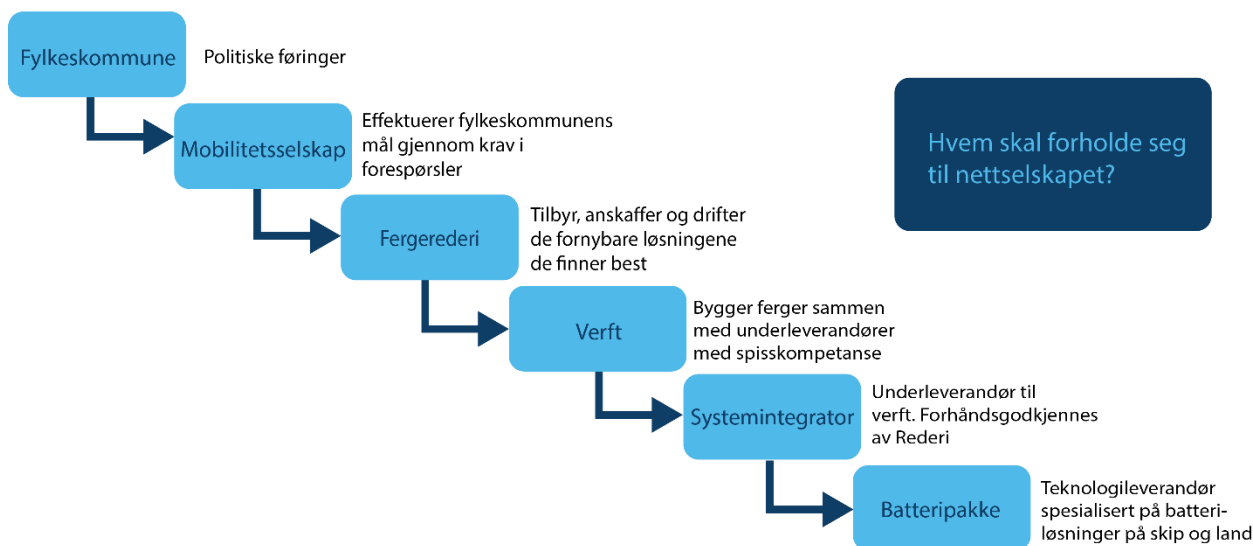 Fylkeskommune
Politiske føringer
Mobilitetsselskap
Effektuerer fylkeskommunens
mål gjennom krav i
forespørsler
Hvem skal forholde seg
til nettselskapet?
Fergerederi
Tilbyr, anskaffer og drifter
de fornybare løsningene
de finner best
Verft
Bygger ferger sammen
med underleverandører
med spisskompetanse
Systemintegrator
Underleverandør til
verft. Forhåndsgodkjennes
av Rederi
Batteripakke
Teknologileverandør
spesialisert på batteri-
løsninger på skip og land